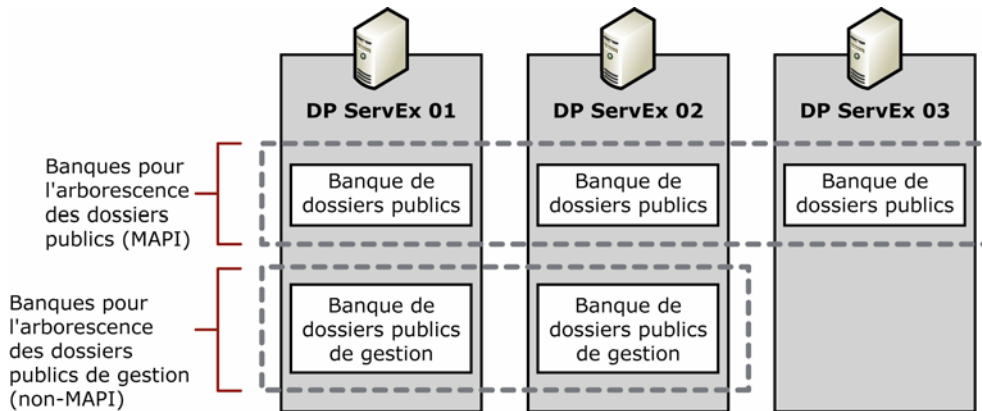 DP ServEx 01
DP ServEx 02
DP ServEx 03
Banques pour
l'arborescence
des dossiers
publics (MAPI)
Banque de
dossiers publics
Banque de
dossiers publics
Banque de
dossiers publics
Banques pour
l'arborescence
des dossiers
publics de gestion
(non-MAPI)
Banque de
dossiers publics
de gestion
Banque de
dossiers publics
de gestion